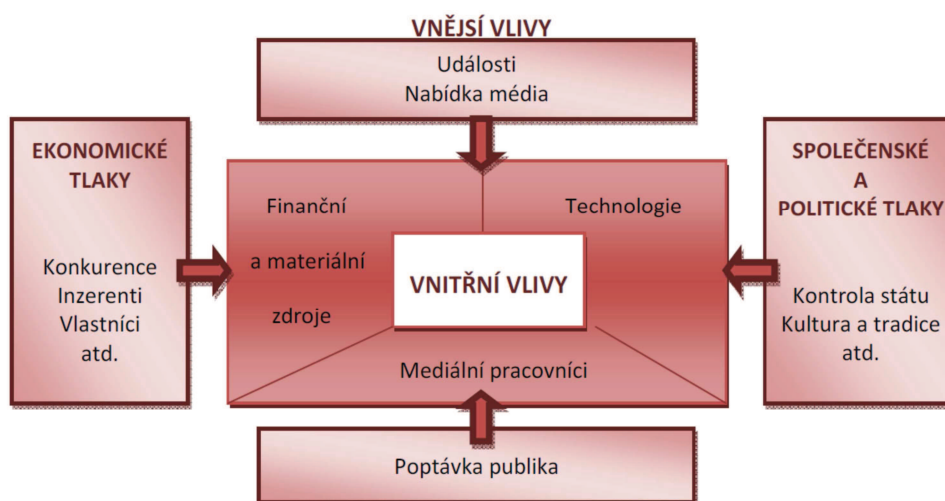 VNĚJSÍ VLIVY
Události
Nabídka média
EKONOMICKÉ
TLAKY
Konkurence
Inzerenti
Vlastníci
atd.
Finanční
a materiální
zdroje
Technologie
VNITŘNÍ VLIVY
Mediální pracovníci
SPOLEČENSKÉ
A
POLITICKÉ TLAKY
Kontrola státu
Kultura a tradice
atd.
Poptávka publika